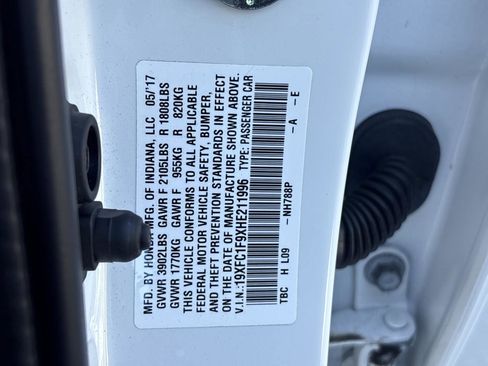 MFD. BY HONDA MFG. OF INDIANA, LLC 05/'17
GVWR 3902LBS GAWR F 2105LBS R 1808LBS
GVWR 1770KG GAWR F 955KG R 820KG
THIS VEHICLE CONFORMS TO ALL APPLICABLE
FEDERAL MOTOR VEHICLE SAFETY, BUMPER,
AND THEFT PREVENTION STANDARDS IN EFFECT
ON THE DATE OF MANUFACTURE SHOWN ABOVE.
V.I.N.:19XFC1F9XHE211996 TYPE: PASSENGER CAR
–NH788P –A –E
TBC H L09